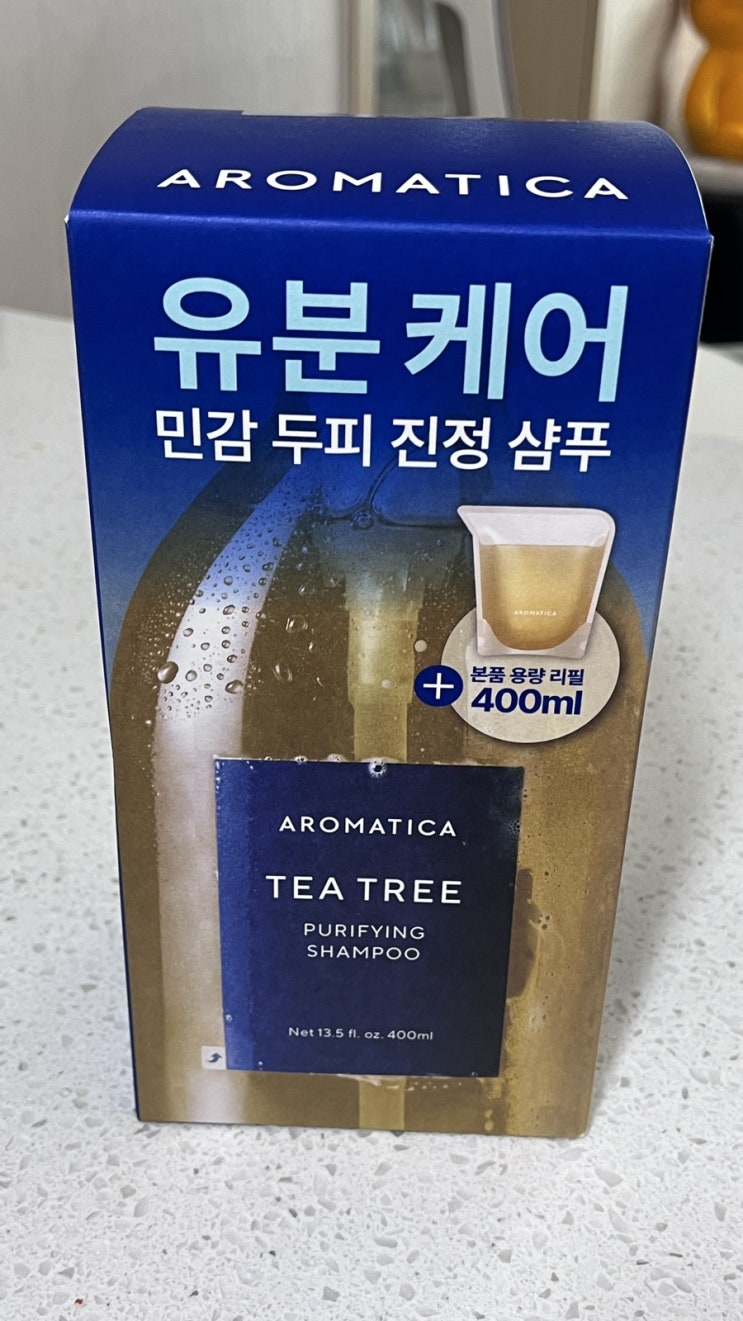 AROMATICA
유분 케어
민감 두피 진정 샴푸
AROMATICA
+ 본품 용량 리필
400ml
AROMATICA
TEA TREE
PURIFYING
SHAMPOO
Net 13.5 fl. oz. 400ml